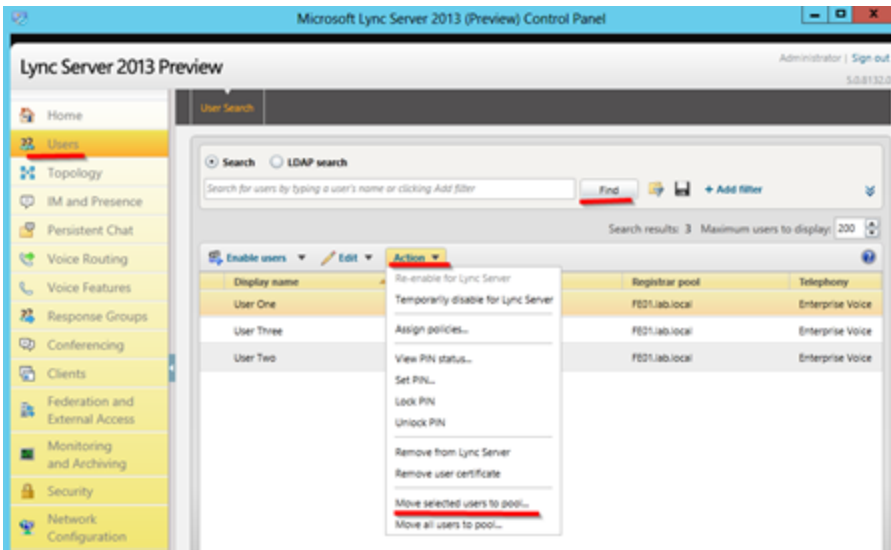 Microsoft Lync Server 2013 (Preview) Control Panel
Lync Server 2013 Preview
Administrator | Sign out
5.0.8132.0
Home
Users
Topology
IM and Presence
Persistent Chat
Voice Routing
Voice Features
Response Groups
Conferencing
Clients
Federation and
External Access
Monitoring
and Archiving
Security
Network
Configuration
User Search
Search LDAP search
Search for users by typing a user's name or clicking Add filter
Find
+ Add filter
Search results: 3 Maximum users to display: 200
Enable users Edit Action
Display name Registrar pool Telephony
User One FE01.lab.local Enterprise Voice
User Three FE01.lab.local Enterprise Voice
User Two FE01.lab.local Enterprise Voice
Re-enable for Lync Server
Temporarily disable for Lync Server
Assign policies...
View PIN status...
Set PIN...
Lock PIN
Unlock PIN
Remove from Lync Server
Remove user certificate
Move selected users to pool...
Move all users to pool...